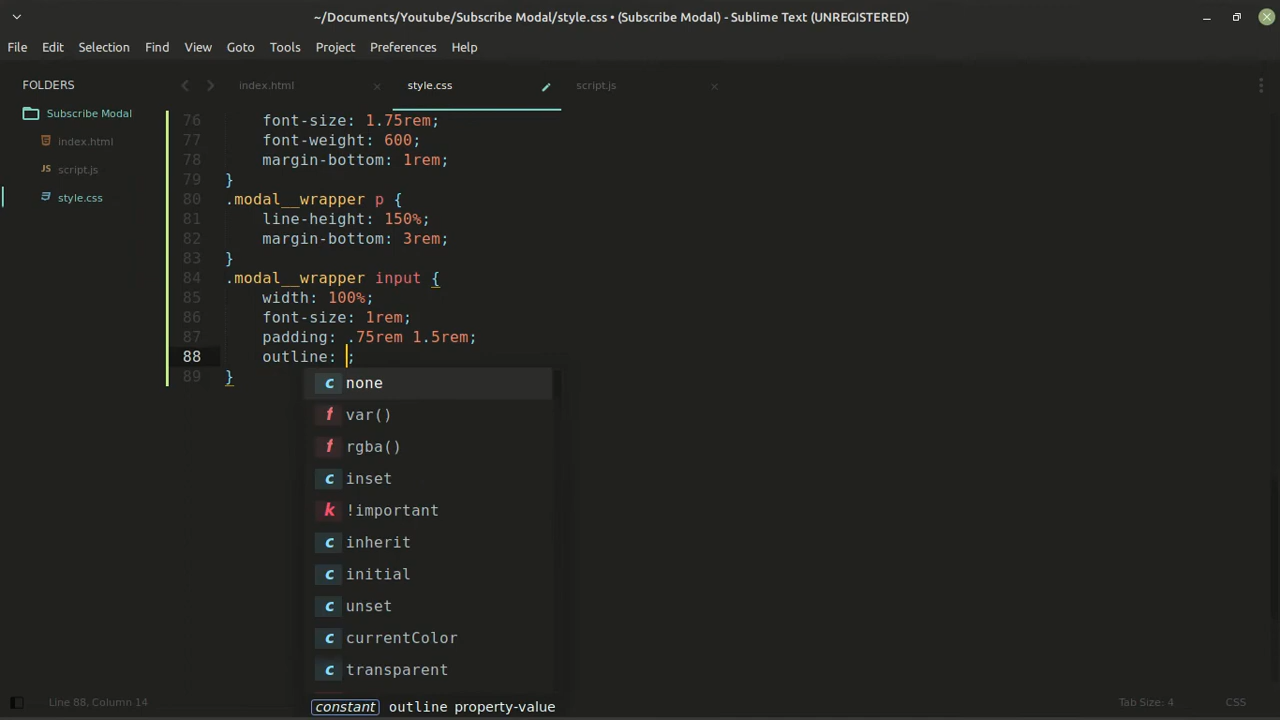 ~/Documents/Youtube/Subscribe Modal/style.css • (Subscribe Modal) - Sublime Text (UNREGISTERED)
File Edit Selection Find View Goto Tools Project Preferences Help
FOLDERS
Subscribe Modal
index.html
script.js
style.css
index.html × style.css script.js ×
76 font-size: 1.75rem;
77 font-weight: 600;
78 margin-bottom: 1rem;
79 }
80 .modal__wrapper p {
81 line-height: 150%;
82 margin-bottom: 3rem;
83 }
84 .modal__wrapper input {
85 width: 100%;
86 font-size: 1rem;
87 padding: .75rem 1.5rem;
88 outline: ;
89 }
c none
f var()
f rgba()
c inset
k !important
c inherit
c initial
c unset
c currentColor
c transparent
constant outline property-value
Line 88, Column 14 Tab Size: 4 CSS